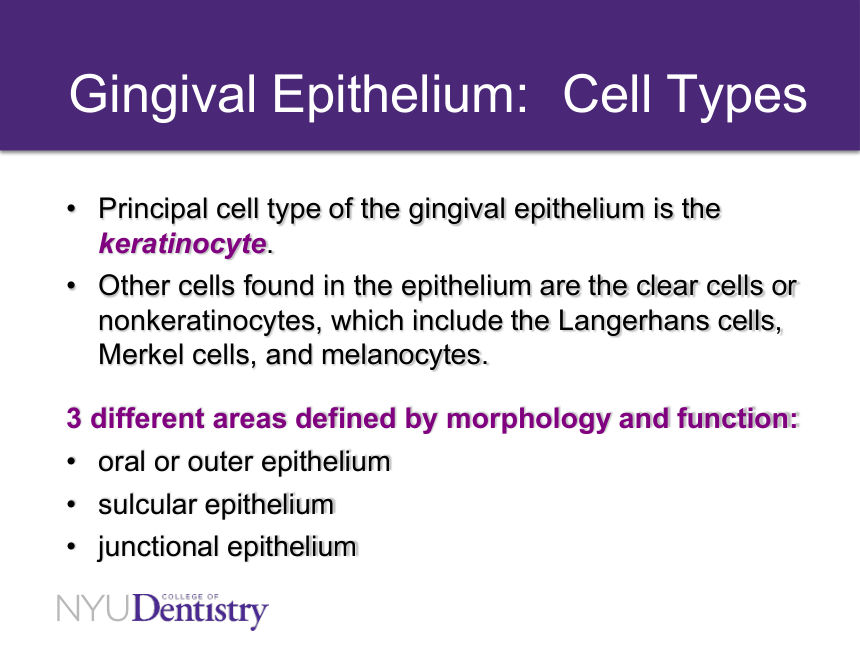 Gingival Epithelium:  Cell Types
• Principal cell type of the gingival epithelium is the
keratinocyte.
• Other cells found in the epithelium are the clear cells or
nonkeratinocytes, which include the Langerhans cells,
Merkel cells, and melanocytes.
3 different areas defined by morphology and function:
• oral or outer epithelium
• sulcular epithelium
• junctional epithelium
NYU COLLEGE OF Dentistry